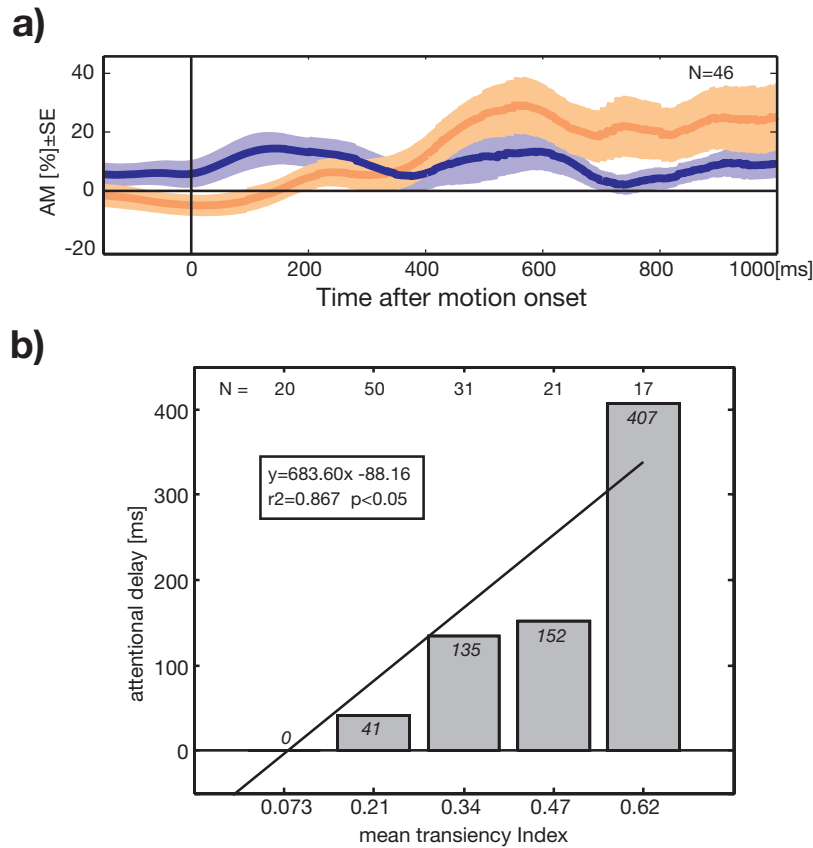 a)
40
20
0
-20
AM [%]±SE
N=46
0 200 400 600 800 1000[ms]
Time after motion onset
b)
N = 20 50 31 21 17
400
300
200
100
0
attentional delay [ms]
y=683.60x -88.16
r2=0.867 p<0.05
0
41
135
152
407
0.073 0.21 0.34 0.47 0.62
mean transiency Index